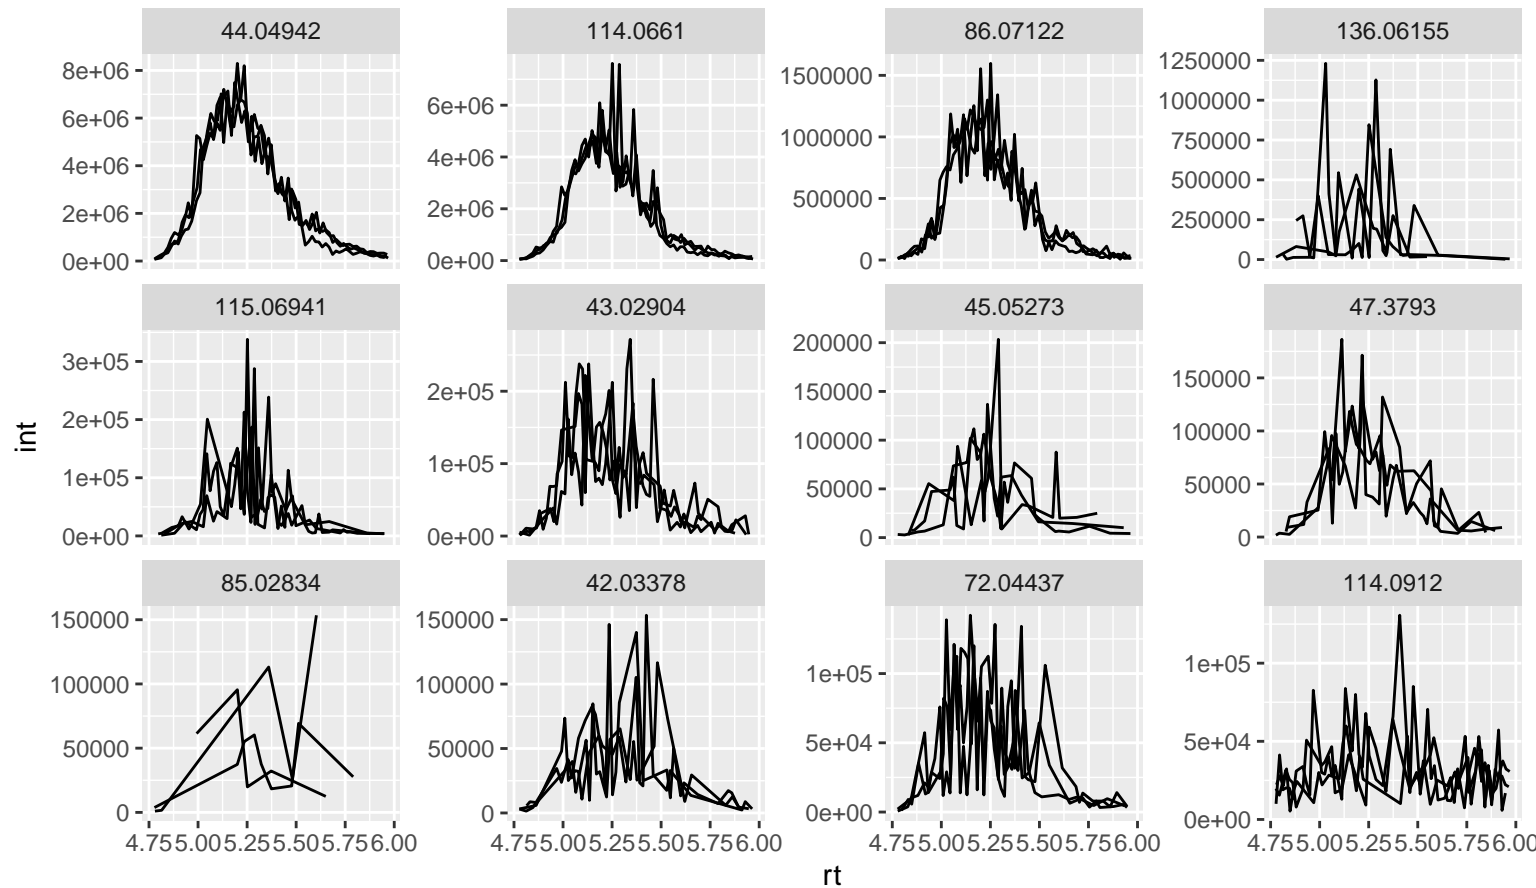 44.04942
114.0661
86.07122
136.06155
8e+06
6e+06
4e+06
2e+06
0e+00
6e+06
4e+06
2e+06
0e+00
1500000
1000000
500000
0
1250000
1000000
750000
500000
250000
0
115.06941
43.02904
45.05273
47.3793
3e+05
2e+05
1e+05
0e+00
2e+05
1e+05
0e+00
200000
150000
100000
50000
0
150000
100000
50000
0
int
85.02834
42.03378
72.04437
114.0912
150000
100000
50000
0
150000
100000
50000
0
1e+05
5e+04
0e+00
1e+05
5e+04
0e+00
4.75 5.00 5.25 5.50 5.75 6.00
4.75 5.00 5.25 5.50 5.75 6.00
4.75 5.00 5.25 5.50 5.75 6.00
4.75 5.00 5.25 5.50 5.75 6.00
rt